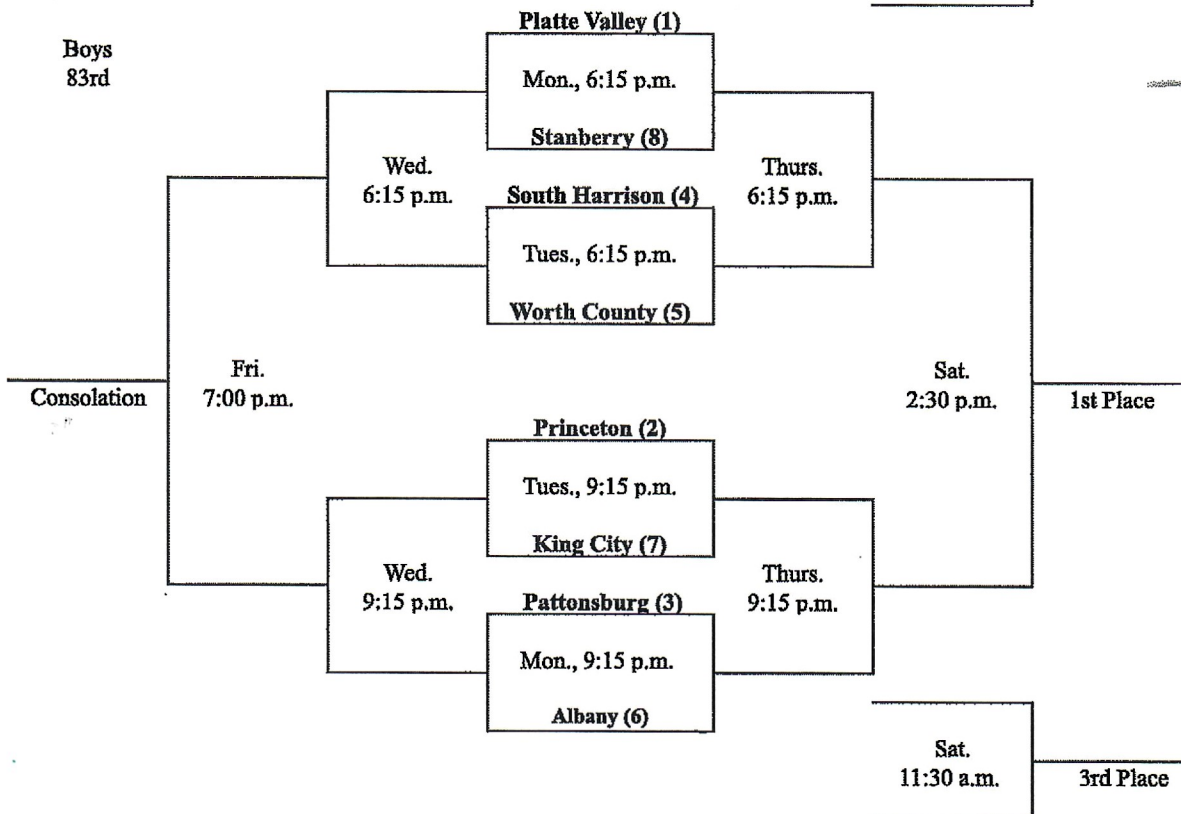 Boys
83rd
Platte Valley (1)
Mon., 6:15 p.m.
Stanberry (8)
Wed.
6:15 p.m.
South Harrison (4)
Thurs.
6:15 p.m.
Tues., 6:15 p.m.
Worth County (5)
Fri.
7:00 p.m.
Consolation
Sat.
2:30 p.m.
1st Place
Princeton (2)
Tues., 9:15 p.m.
King City (7)
Wed.
9:15 p.m.
Pattonsburg (3)
Thurs.
9:15 p.m.
Mon., 9:15 p.m.
Albany (6)
Sat.
11:30 a.m.
3rd Place